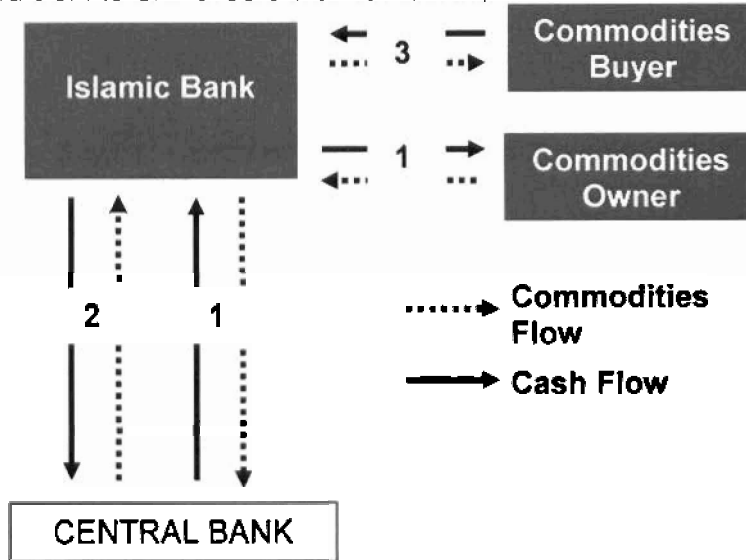 Islamic Bank
3
Commodities
Buyer
1
Commodities
Owner
2
1
Commodities
Flow
Cash Flow
CENTRAL BANK